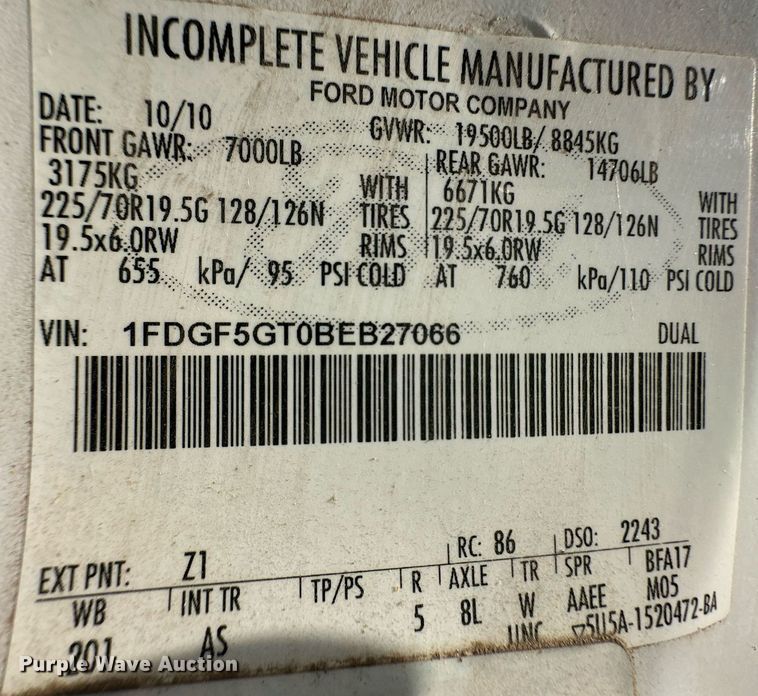 INCOMPLETE VEHICLE MANUFACTURED BY
FORD MOTOR COMPANY
DATE: 10/10 GVWR: 19500LB/ 8845KG
FRONT GAWR: 7000LB REAR GAWR: 14706LB
3175KG WITH 6671KG WITH
225/70R19.5G 128/126N TIRES 225/70R19.5G 128/126N TIRES
19.5x6.0RW RIMS 19.5x6.0RW RIMS
AT 655 kPa/ 95 PSI COLD AT 760 kPa/110 PSI COLD
VIN: 1FDGF5GT0BEB27066 DUAL
EXT PNT: Z1 RC: 86 DSO: 2243
WB INT TR TP/PS R AXLE TR SPR BFA17
201 AS 5 8L W AAEE M05
UNC ▽5U5A-1520472-BA
Purple Wave Auction